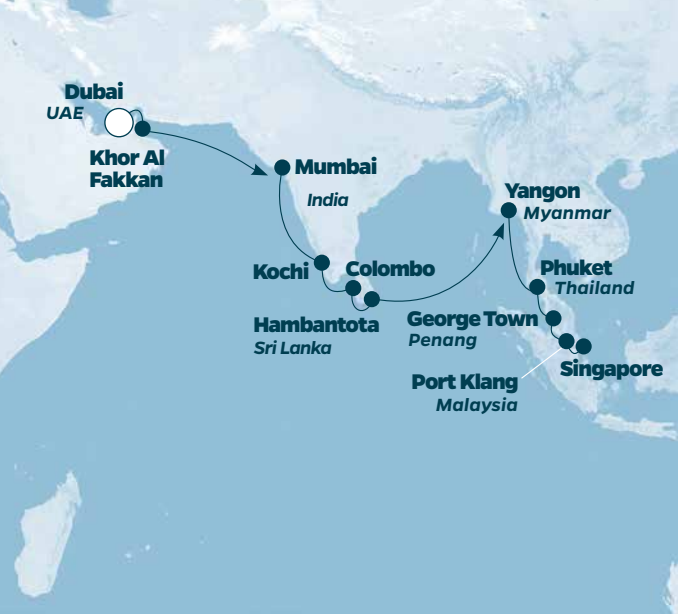 Dubai
UAE
Khor Al
Fakkan
Mumbai
India
Kochi
Colombo
Hambantota
Sri Lanka
Yangon
Myanmar
Phuket
Thailand
George Town
Penang
Port Klang
Malaysia
Singapore